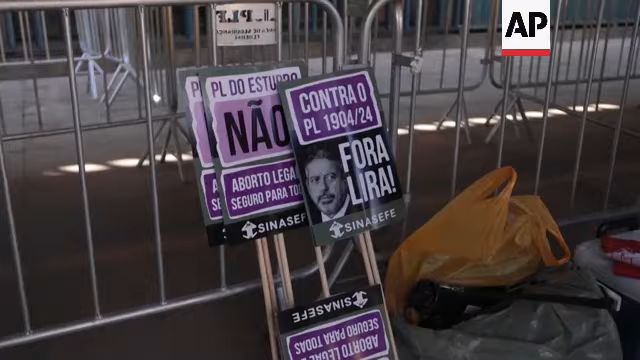 AP
PL DO ESTUPRO
NÃO
ABORTO LEGAL
SEGURO PARA TODAS
SINASEFE
CONTRA O
PL 1904/24
FORA
LIRA!
SINASEFE
SINASEFE
ABORTO LEGAL E
SEGURO PARA TODAS